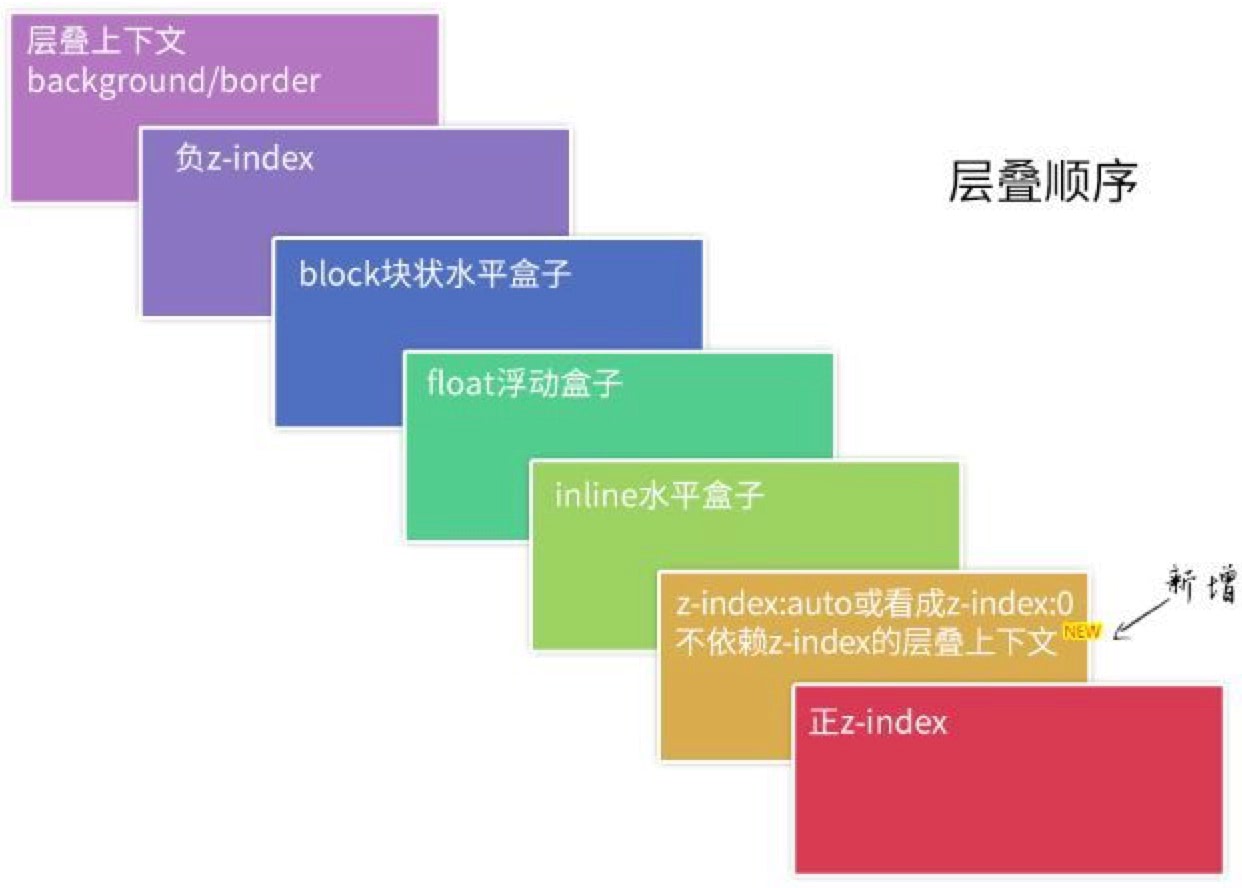 层叠上下文
background/border
负z-index
层叠顺序
block块状水平盒子
float浮动盒子
inline水平盒子
新增
z-index:auto或看成z-index:0
不依赖z-index的层叠上下文
NEW
正z-index